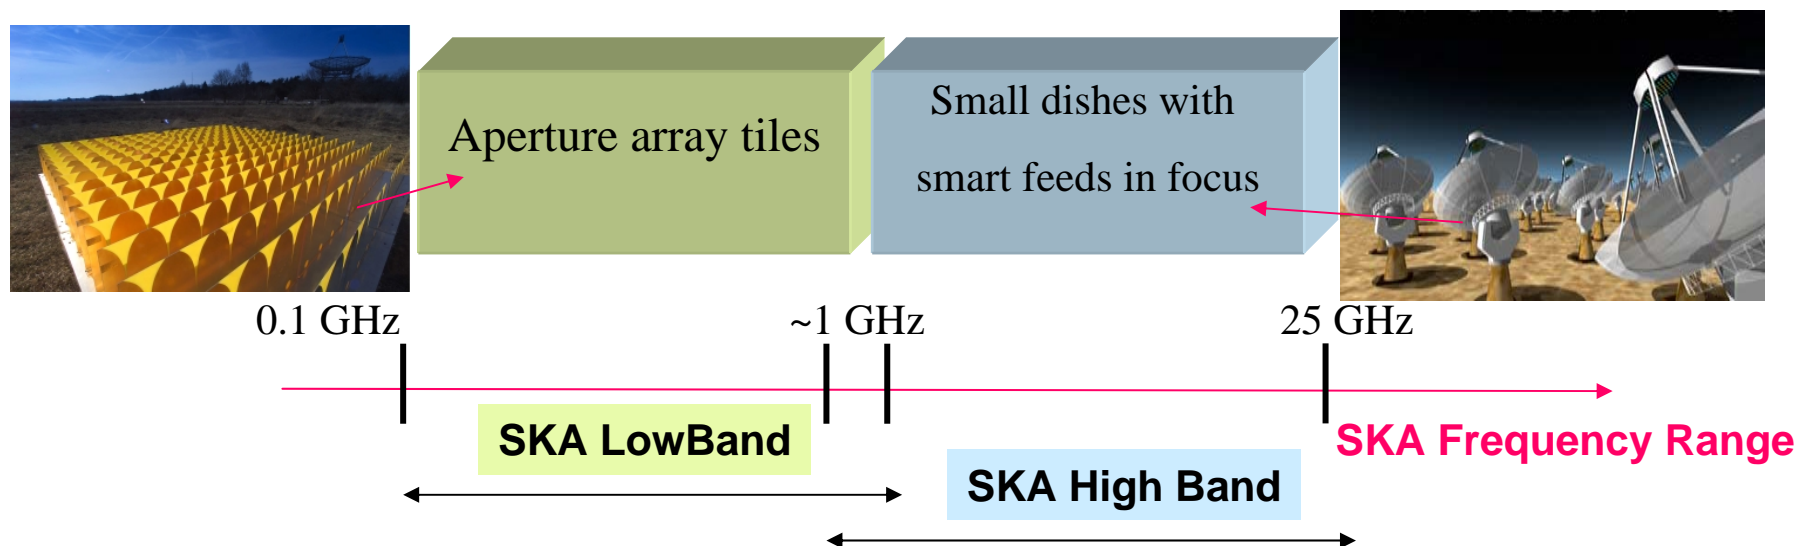 Aperture array tiles
Small dishes with
smart feeds in focus
0.1 GHz
~1 GHz
25 GHz
SKA LowBand
SKA Frequency Range
SKA High Band